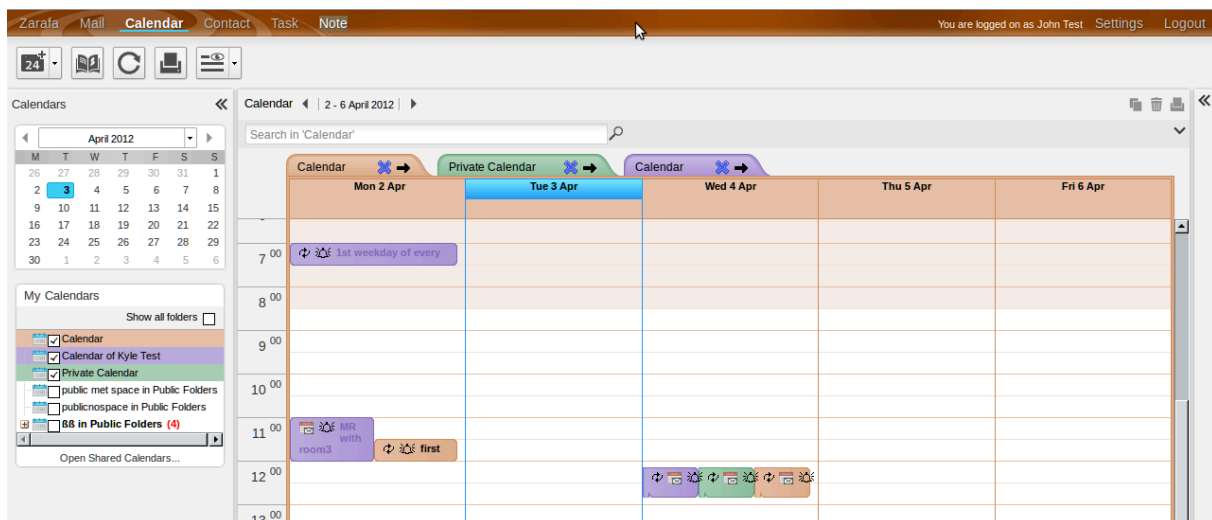 Zarafa Mail Calendar Contact Task Note You are logged on as John Test Settings Logout
24
Calendars
Calendar 2 - 6 April 2012
April 2012
Search in 'Calendar'
M T W T F S S
26 27 28 29 30 31 1
2 3 4 5 6 7 8
9 10 11 12 13 14 15
16 17 18 19 20 21 22
23 24 25 26 27 28 29
30 1 2 3 4 5 6
My Calendars
Show all folders
Calendar
Calendar of Kyle Test
Private Calendar
public met space in Public Folders
publicnospace in Public Folders
ßß in Public Folders (4)
Open Shared Calendars...
Calendar Private Calendar Calendar
Mon 2 Apr Tue 3 Apr Wed 4 Apr Thu 5 Apr Fri 6 Apr
7 00 1st weekday of every
8 00
9 00
10 00
11 00 MR
with
room3 first
12 00
13 00